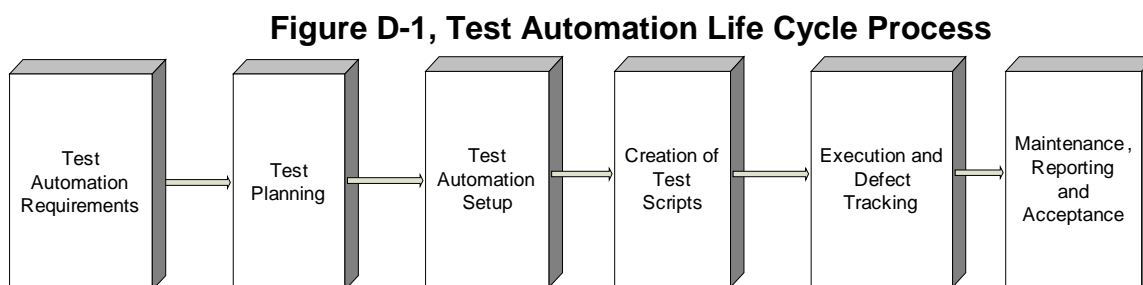 Figure D-1, Test Automation Life Cycle Process
Test
Automation
Requirements
Test
Planning
Test
Automation
Setup
Creation of
Test
Scripts
Execution and
Defect
Tracking
Maintenance,
Reporting
and
Acceptance